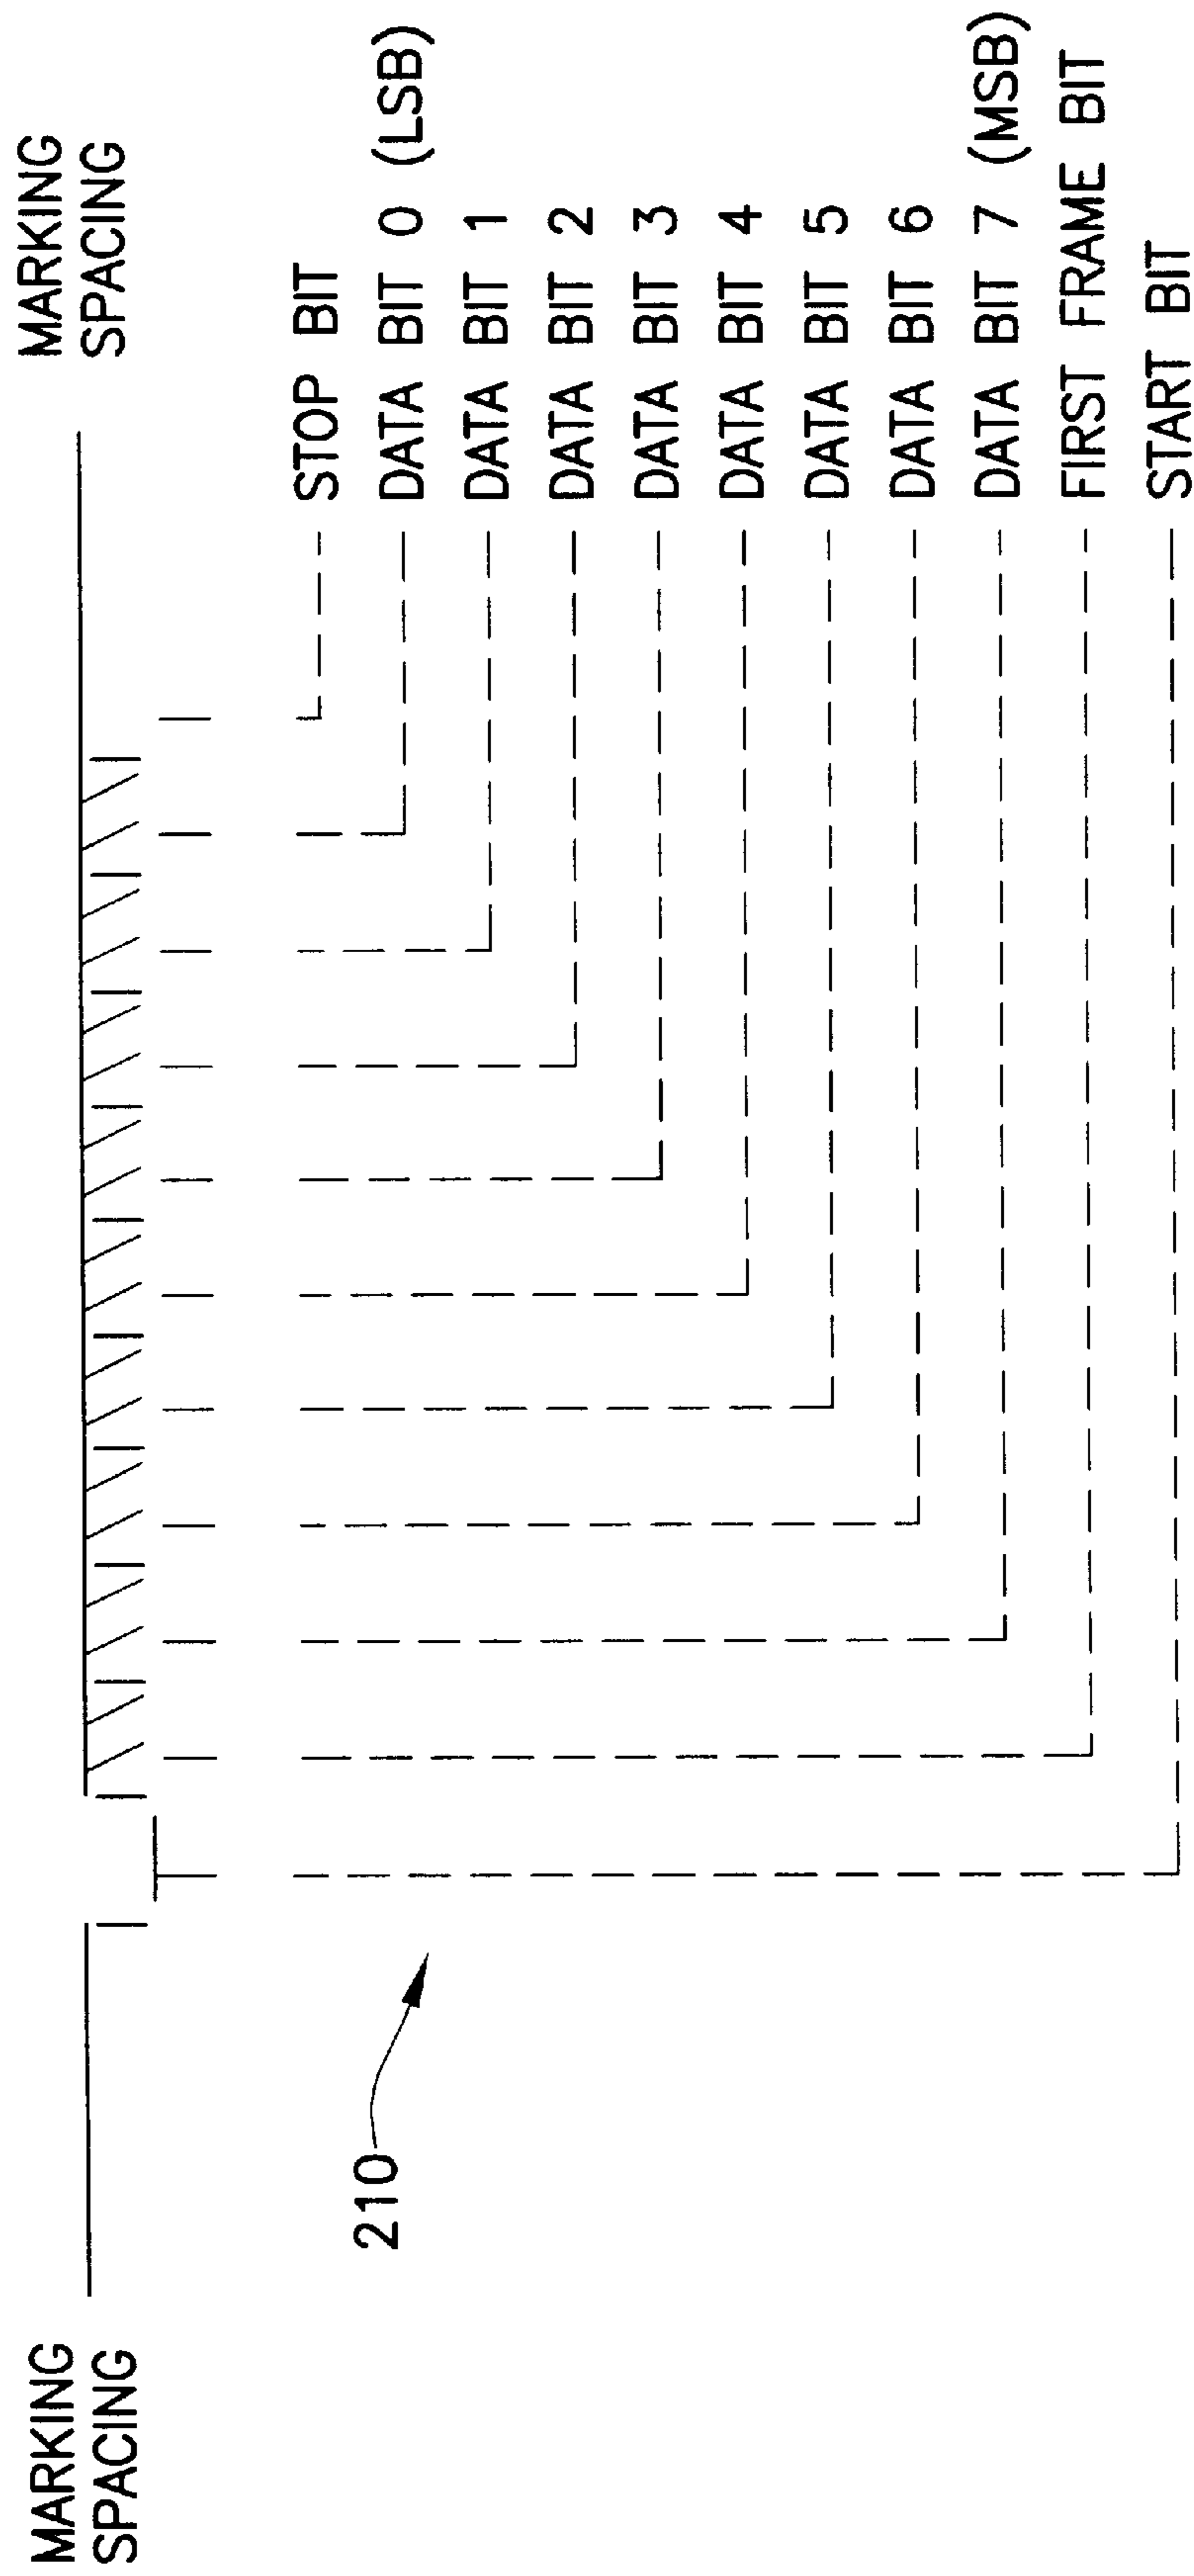 MARKING
SPACING
MARKING
SPACING
STOP BIT
DATA BIT 0 (LSB)
DATA BIT 1
DATA BIT 2
DATA BIT 3
DATA BIT 4
DATA BIT 5
DATA BIT 6
DATA BIT 7 (MSB)
FIRST FRAME BIT
START BIT
210